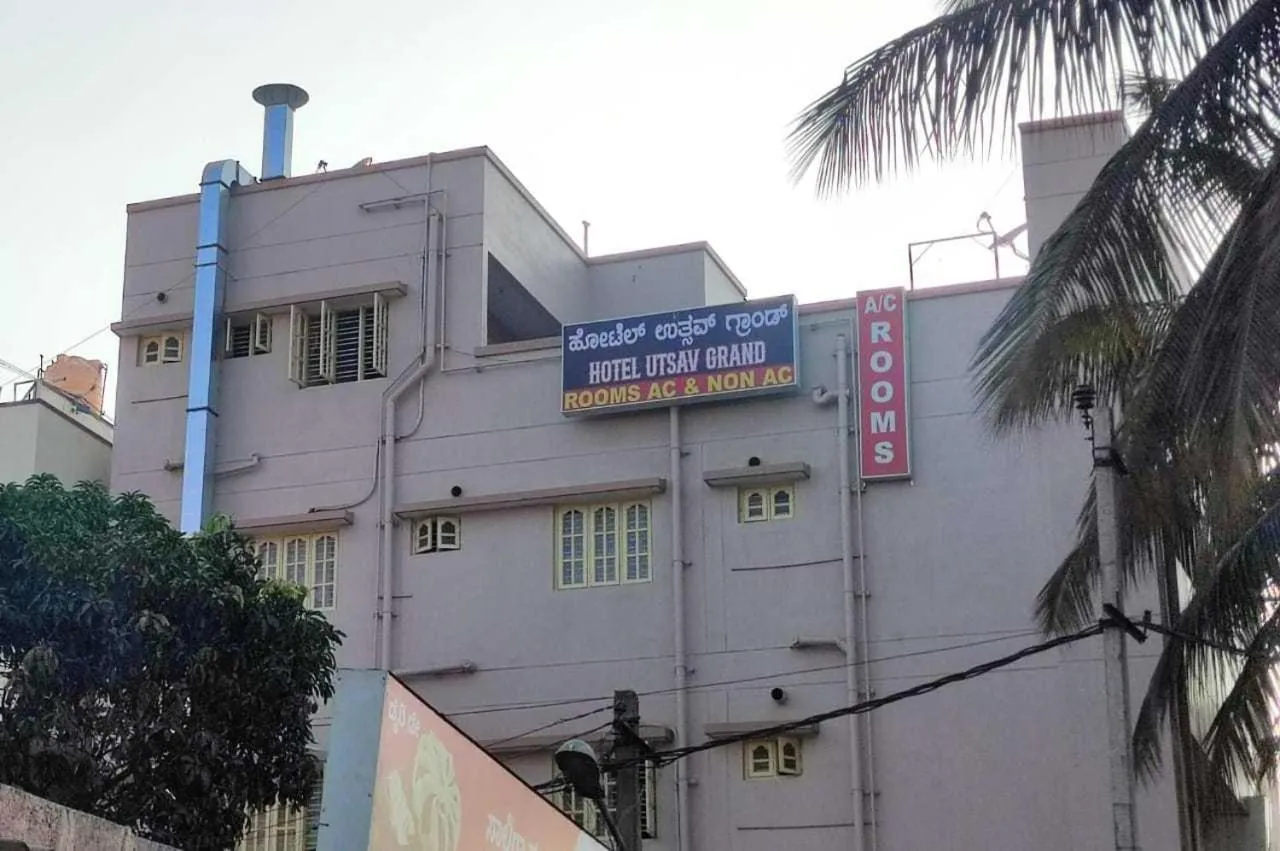 ಹೋಟೆಲ್ ಉತ್ಸವ್ ಗ್ರಾಂಡ್
HOTEL UTSAV GRAND
ROOMS AC & NON AC
A/C
ROOMS